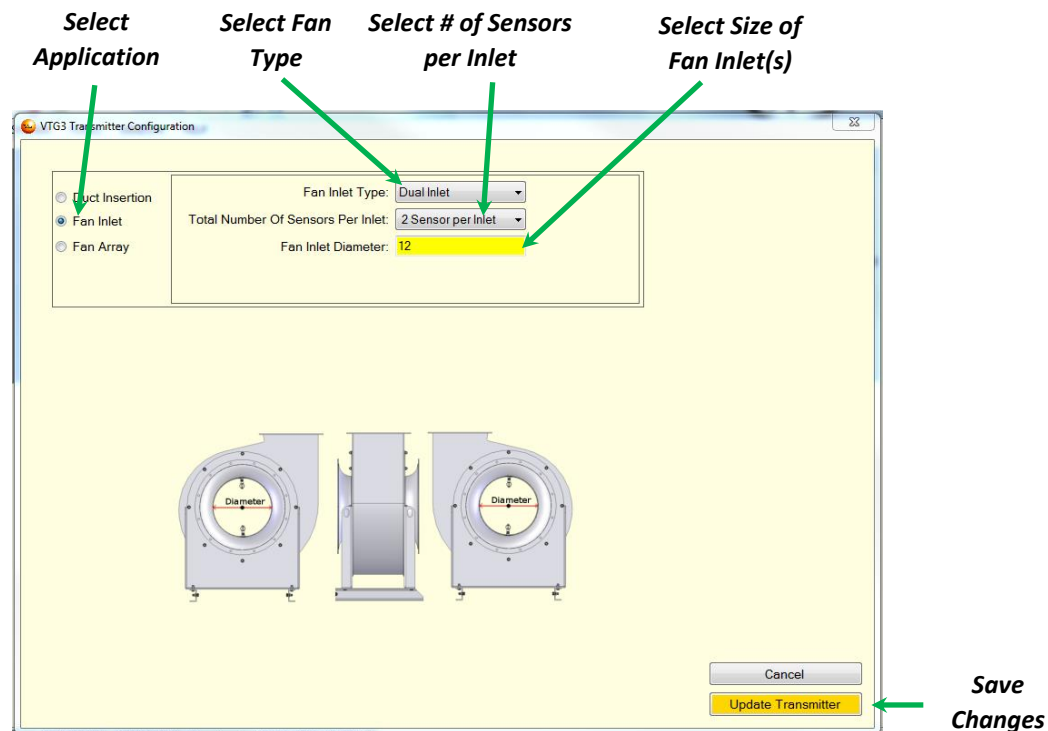 Select
Application
Select Fan
Type
Select # of Sensors
per Inlet
Select Size of
Fan Inlet(s)
VTG3 Transmitter Configuration
Duct Insertion
Fan Inlet
Fan Array
Fan Inlet Type: Dual Inlet
Total Number Of Sensors Per Inlet: 2 Sensor per Inlet
Fan Inlet Diameter: 12
Diameter
Diameter
Cancel
Update Transmitter
Save
Changes